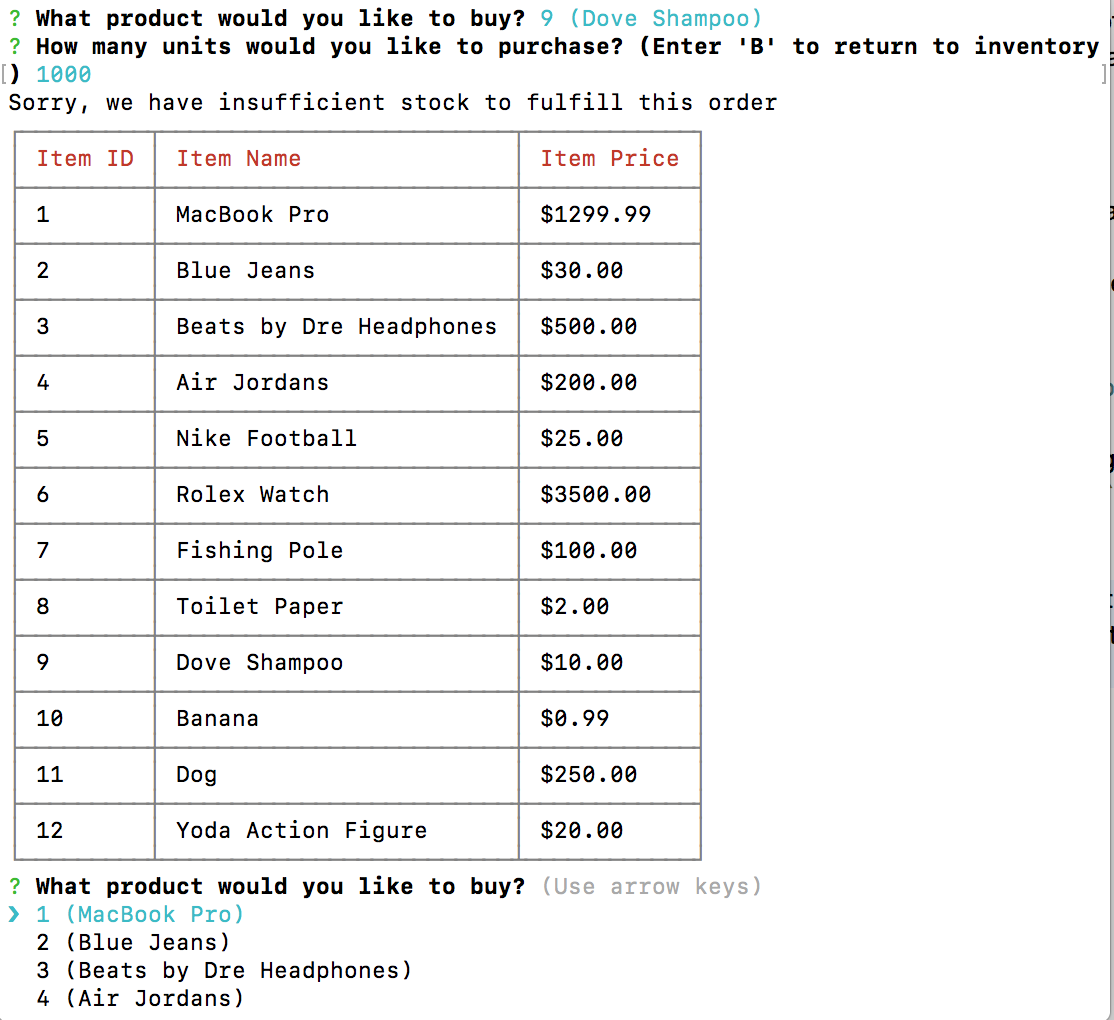 ? What product would you like to buy? 9 (Dove Shampoo)
? How many units would you like to purchase? (Enter 'B' to return to inventory
[) 1000 ]
Sorry, we have insufficient stock to fulfill this order
Item ID Item Name Item Price
1 MacBook Pro $1299.99
2 Blue Jeans $30.00
3 Beats by Dre Headphones $500.00
4 Air Jordans $200.00
5 Nike Football $25.00
6 Rolex Watch $3500.00
7 Fishing Pole $100.00
8 Toilet Paper $2.00
9 Dove Shampoo $10.00
10 Banana $0.99
11 Dog $250.00
12 Yoda Action Figure $20.00
? What product would you like to buy? (Use arrow keys)
❯ 1 (MacBook Pro)
2 (Blue Jeans)
3 (Beats by Dre Headphones)
4 (Air Jordans)